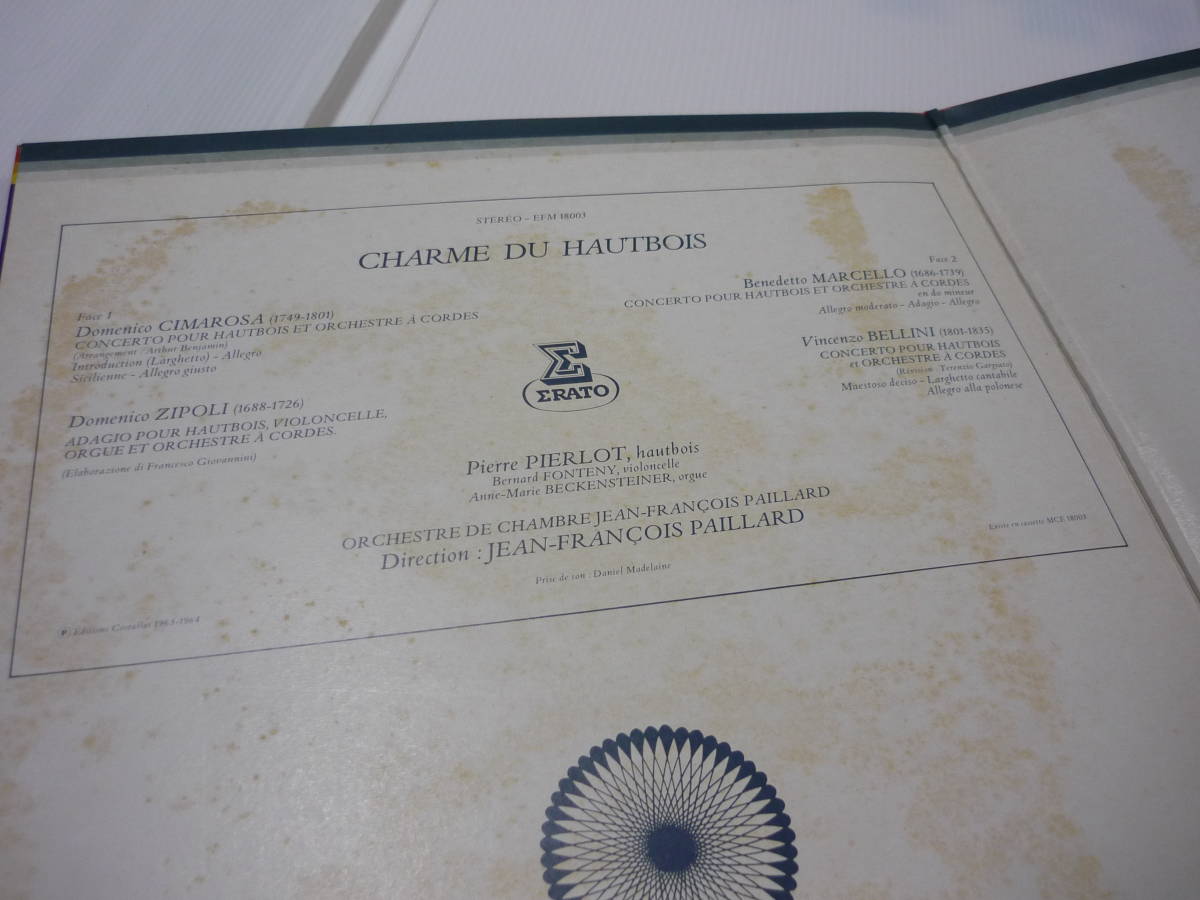 STEREO - EFM 18003
CHARME DU HAUTBOIS
Face 1
Domenico CIMAROSA (1749-1801)
CONCERTO POUR HAUTBOIS ET ORCHESTRE À CORDES
(Arrangement : Arthur Benjamin)
Introduction (Larghetto) - Allegro
Sicilienne - Allegro giusto
Domenico ZIPOLI (1688-1726)
ADAGIO POUR HAUTBOIS, VIOLONCELLE,
ORGUE ET ORCHESTRE À CORDES.
(Elaborazione di Francesco Giovannini)
Face 2
Benedetto MARCELLO (1686-1739)
CONCERTO POUR HAUTBOIS ET ORCHESTRE À CORDES
en do mineur
Allegro moderato - Adagio - Allegro
Vincenzo BELLINI (1801-1835)
CONCERTO POUR HAUTBOIS
et ORCHESTRE À CORDES
(Révision : Terenzio Gargiulo)
Maestoso deciso - Larghetto cantabile
Allegro alla polonese
ERATO
Pierre PIERLOT, hautbois
Bernard FONTENY, violoncelle
Anne-Marie BECKENSTEINER, orgue
ORCHESTRE DE CHAMBRE JEAN-FRANÇOIS PAILLARD
Direction : JEAN-FRANÇOIS PAILLARD
Prise de son : Daniel Madelaine
Existe en cassette MCE 18003
℗ Editions Costallat 1963-1964